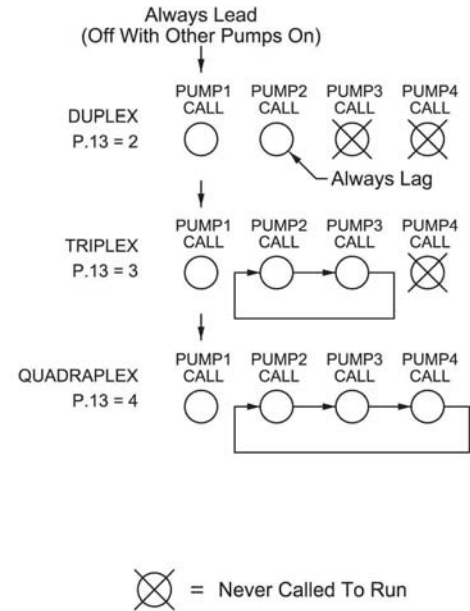 Always Lead
(Off With Other Pumps On)
PUMP1 PUMP2 PUMP3 PUMP4
CALL CALL CALL CALL
DUPLEX
P.13 = 2
Always Lag
PUMP1 PUMP2 PUMP3 PUMP4
CALL CALL CALL CALL
TRIPLEX
P.13 = 3
PUMP1 PUMP2 PUMP3 PUMP4
CALL CALL CALL CALL
QUADRAPLEX
P.13 = 4
= Never Called To Run